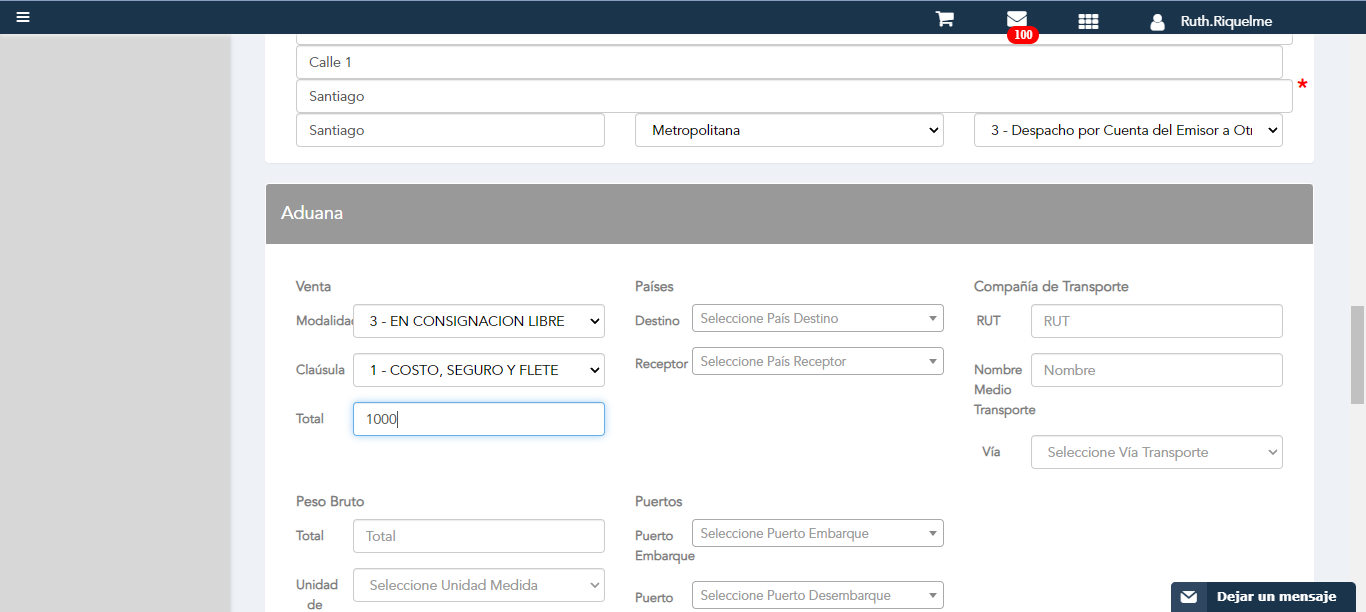 Ruth.Riquelme
100
Calle 1
Santiago
*
Santiago
Metropolitana
3 - Despacho por Cuenta del Emisor a Otr
Aduana
Venta
Modalidad
3 - EN CONSIGNACION LIBRE
Claúsula
1 - COSTO, SEGURO Y FLETE
Total
1000
Países
Destino
Seleccione País Destino
Receptor
Seleccione País Receptor
Compañía de Transporte
RUT
RUT
Nombre
Medio
Transporte
Nombre
Vía
Seleccione Vía Transporte
Peso Bruto
Total
Total
Unidad
de
Seleccione Unidad Medida
Puertos
Puerto
Embarque
Seleccione Puerto Embarque
Puerto
Seleccione Puerto Desembarque
Dejar un mensaje